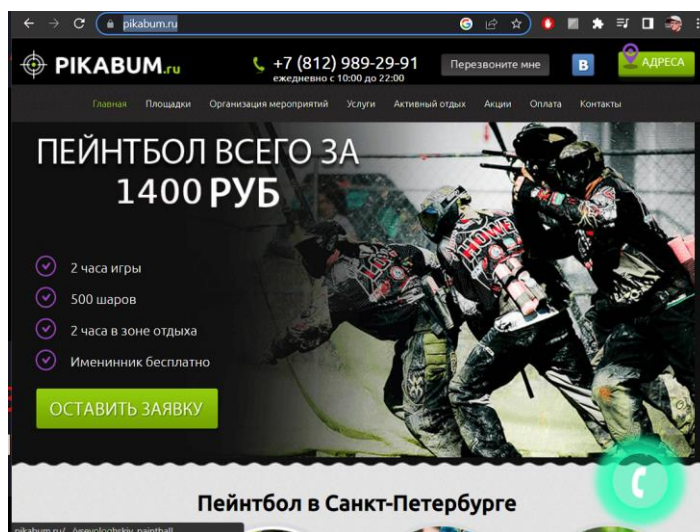 pikabum.ru
PIKABUM.ru
+7 (812) 989-29-91
ежедневно с 10:00 до 22:00
Перезвоните мне
В
АДРЕСА
Главная Площадки Организация мероприятий Услуги Активный отдых Акции Оплата Контакты
ПЕЙНТБОЛ ВСЕГО ЗА
1400 РУБ
2 часа игры
500 шаров
2 часа в зоне отдыха
Именинник бесплатно
ОСТАВИТЬ ЗАЯВКУ
HOWE
Пейнтбол в Санкт-Петербурге